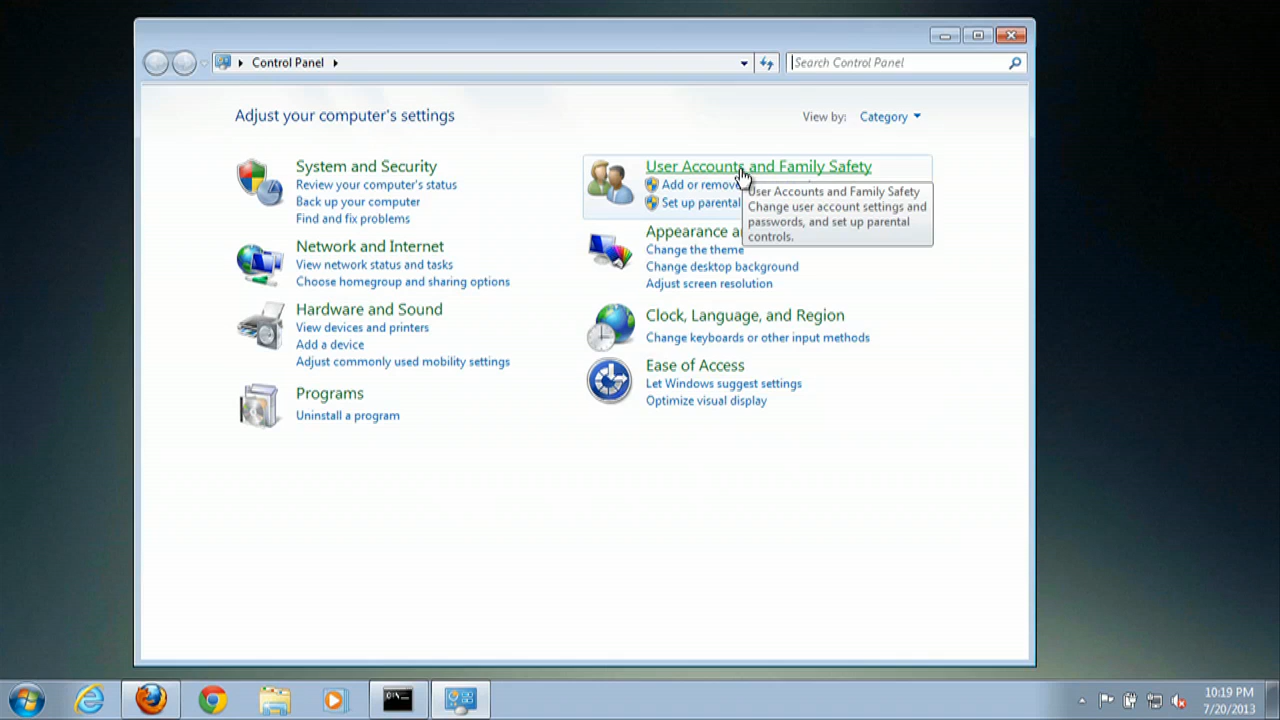 Control Panel
Search Control Panel
Adjust your computer's settings
View by: Category
System and Security
Review your computer's status
Back up your computer
Find and fix problems
Network and Internet
View network status and tasks
Choose homegroup and sharing options
Hardware and Sound
View devices and printers
Add a device
Adjust commonly used mobility settings
Programs
Uninstall a program
User Accounts and Family Safety
Add or remove
Set up parental
User Accounts and Family Safety
Change user account settings and
passwords, and set up parental
controls.
Appearance a
Change the theme
Change desktop background
Adjust screen resolution
Clock, Language, and Region
Change keyboards or other input methods
Ease of Access
Let Windows suggest settings
Optimize visual display
10:19 PM
7/20/2013